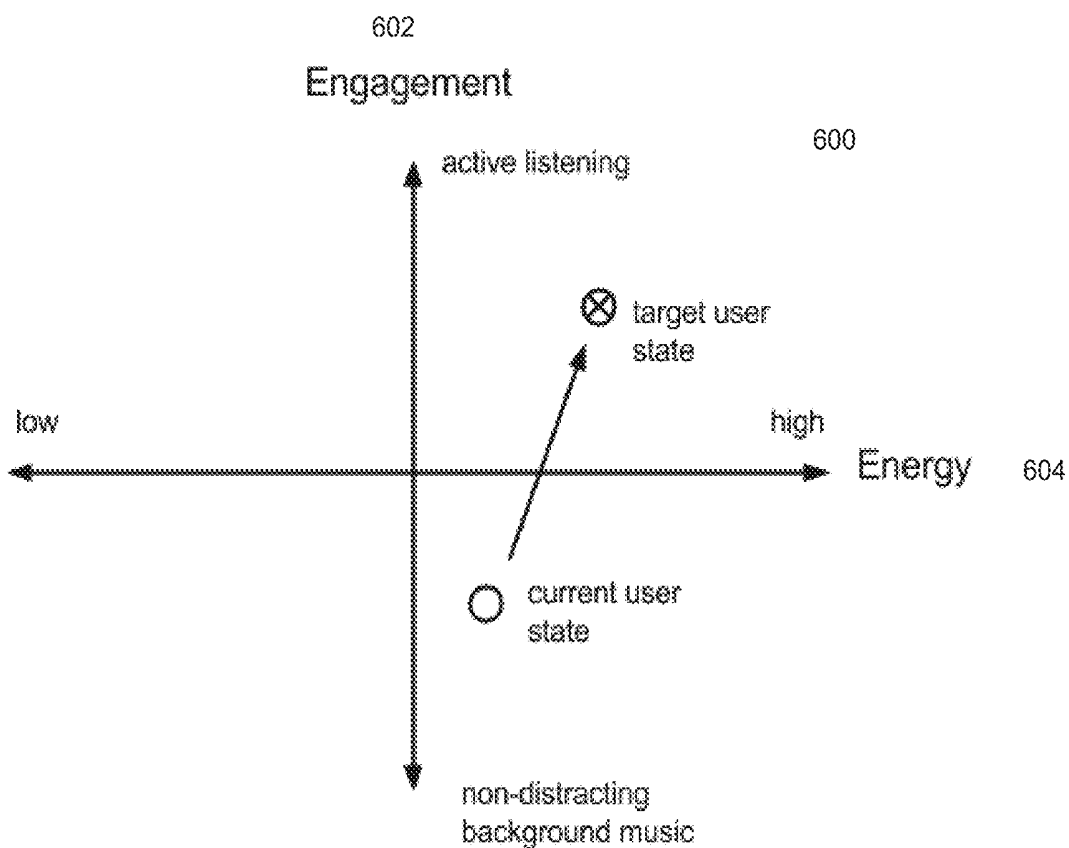 602
Engagement
600
active listening
target user
state
low
high
Energy
604
current user
state
non-distracting
background music